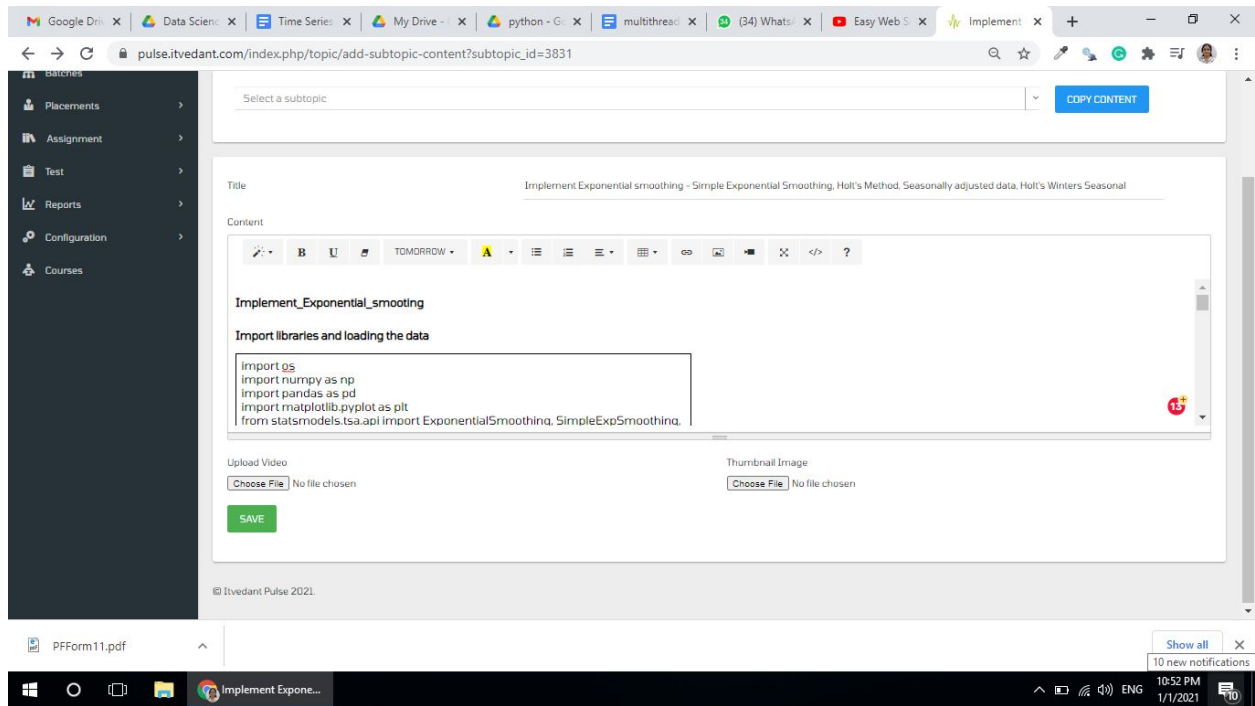 Google Driv
Data Scienc
Time Series
My Drive -
python - Go
multithread
(34) WhatsA
Easy Web S
Implement
pulse.itvedant.com/index.php/topic/add-subtopic-content?subtopic_id=3831
Batches
Placements
Assignment
Test
Reports
Configuration
Courses
Select a subtopic
COPY CONTENT
Title
Implement Exponential smoothing - Simple Exponential Smoothing, Holt's Method, Seasonally adjusted data, Holt's Winters Seasonal
Content
B U TOMORROW A </> ?
Implement_Exponential_smooting
Import libraries and loading the data
import os
import numpy as np
import pandas as pd
import matplotlib.pyplot as plt
from statsmodels.tsa.api import ExponentialSmoothing, SimpleExpSmoothing,
13+
Upload Video
Thumbnail Image
Choose File No file chosen
Choose File No file chosen
SAVE
© Itvedant Pulse 2021.
PFForm11.pdf
Show all
10 new notifications
Implement Expone...
ENG
10:52 PM
1/1/2021
10